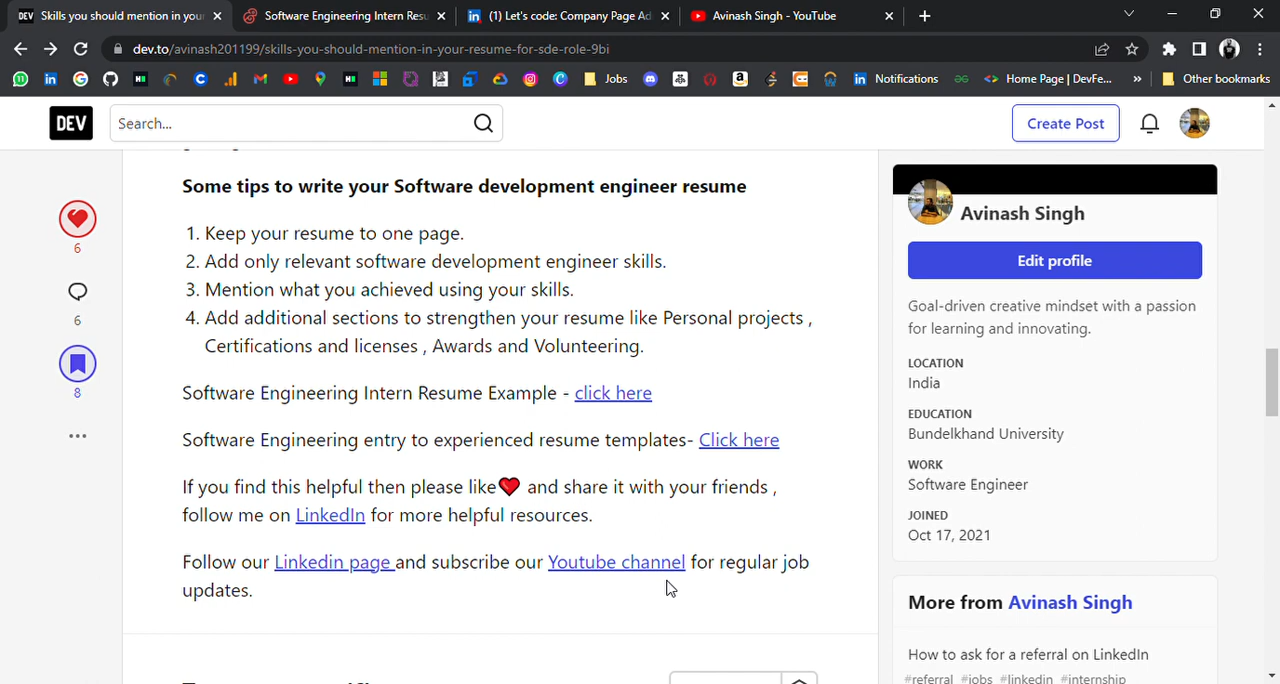 DEV Skills you should mention in your
Software Engineering Intern Resu
(1) Let's code: Company Page Ad
Avinash Singh - YouTube
dev.to/avinash201199/skills-you-should-mention-in-your-resume-for-sde-role-9bi
Jobs
Notifications
Home Page | DevFe...
»
Other bookmarks
DEV
Search...
Create Post
Some tips to write your Software development engineer resume
1. Keep your resume to one page.
2. Add only relevant software development engineer skills.
3. Mention what you achieved using your skills.
4. Add additional sections to strengthen your resume like Personal projects ,
Certifications and licenses , Awards and Volunteering.
Software Engineering Intern Resume Example - click here
Software Engineering entry to experienced resume templates- Click here
If you find this helpful then please like❤️ and share it with your friends ,
follow me on LinkedIn for more helpful resources.
Follow our Linkedin page and subscribe our Youtube channel for regular job
updates.
6
6
8
Avinash Singh
Edit profile
Goal-driven creative mindset with a passion
for learning and innovating.
LOCATION
India
EDUCATION
Bundelkhand University
WORK
Software Engineer
JOINED
Oct 17, 2021
More from Avinash Singh
How to ask for a referral on LinkedIn
#referral #jobs #linkedin #internship